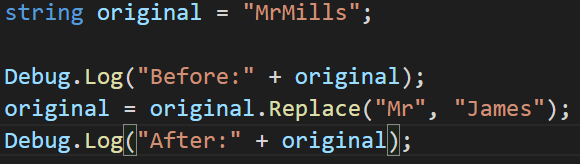 string original = "MrMills";
Debug.Log("Before:" + original);
original = original.Replace("Mr", "James");
Debug.Log("After:" + original);